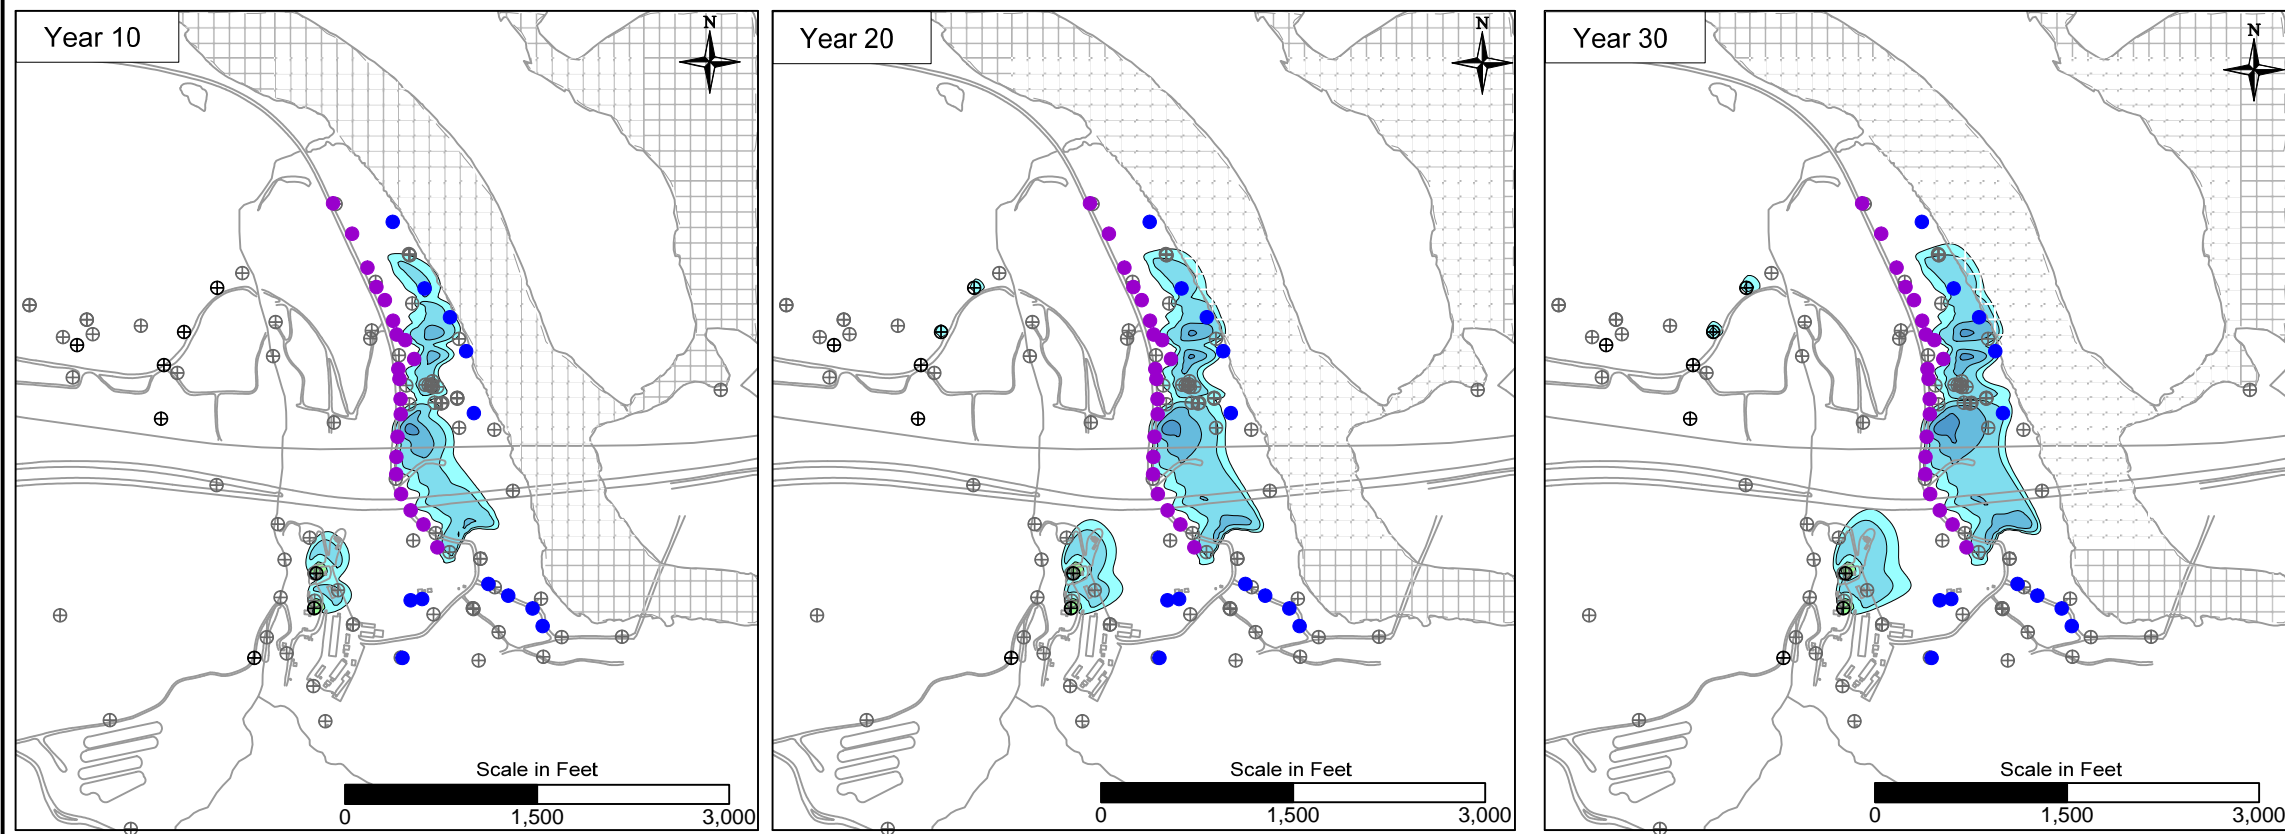 Year 10
N
Scale in Feet
0 1,500 3,000
Year 20
N
Scale in Feet
0 1,500 3,000
Year 30
N
Scale in Feet
0 1,500 3,000